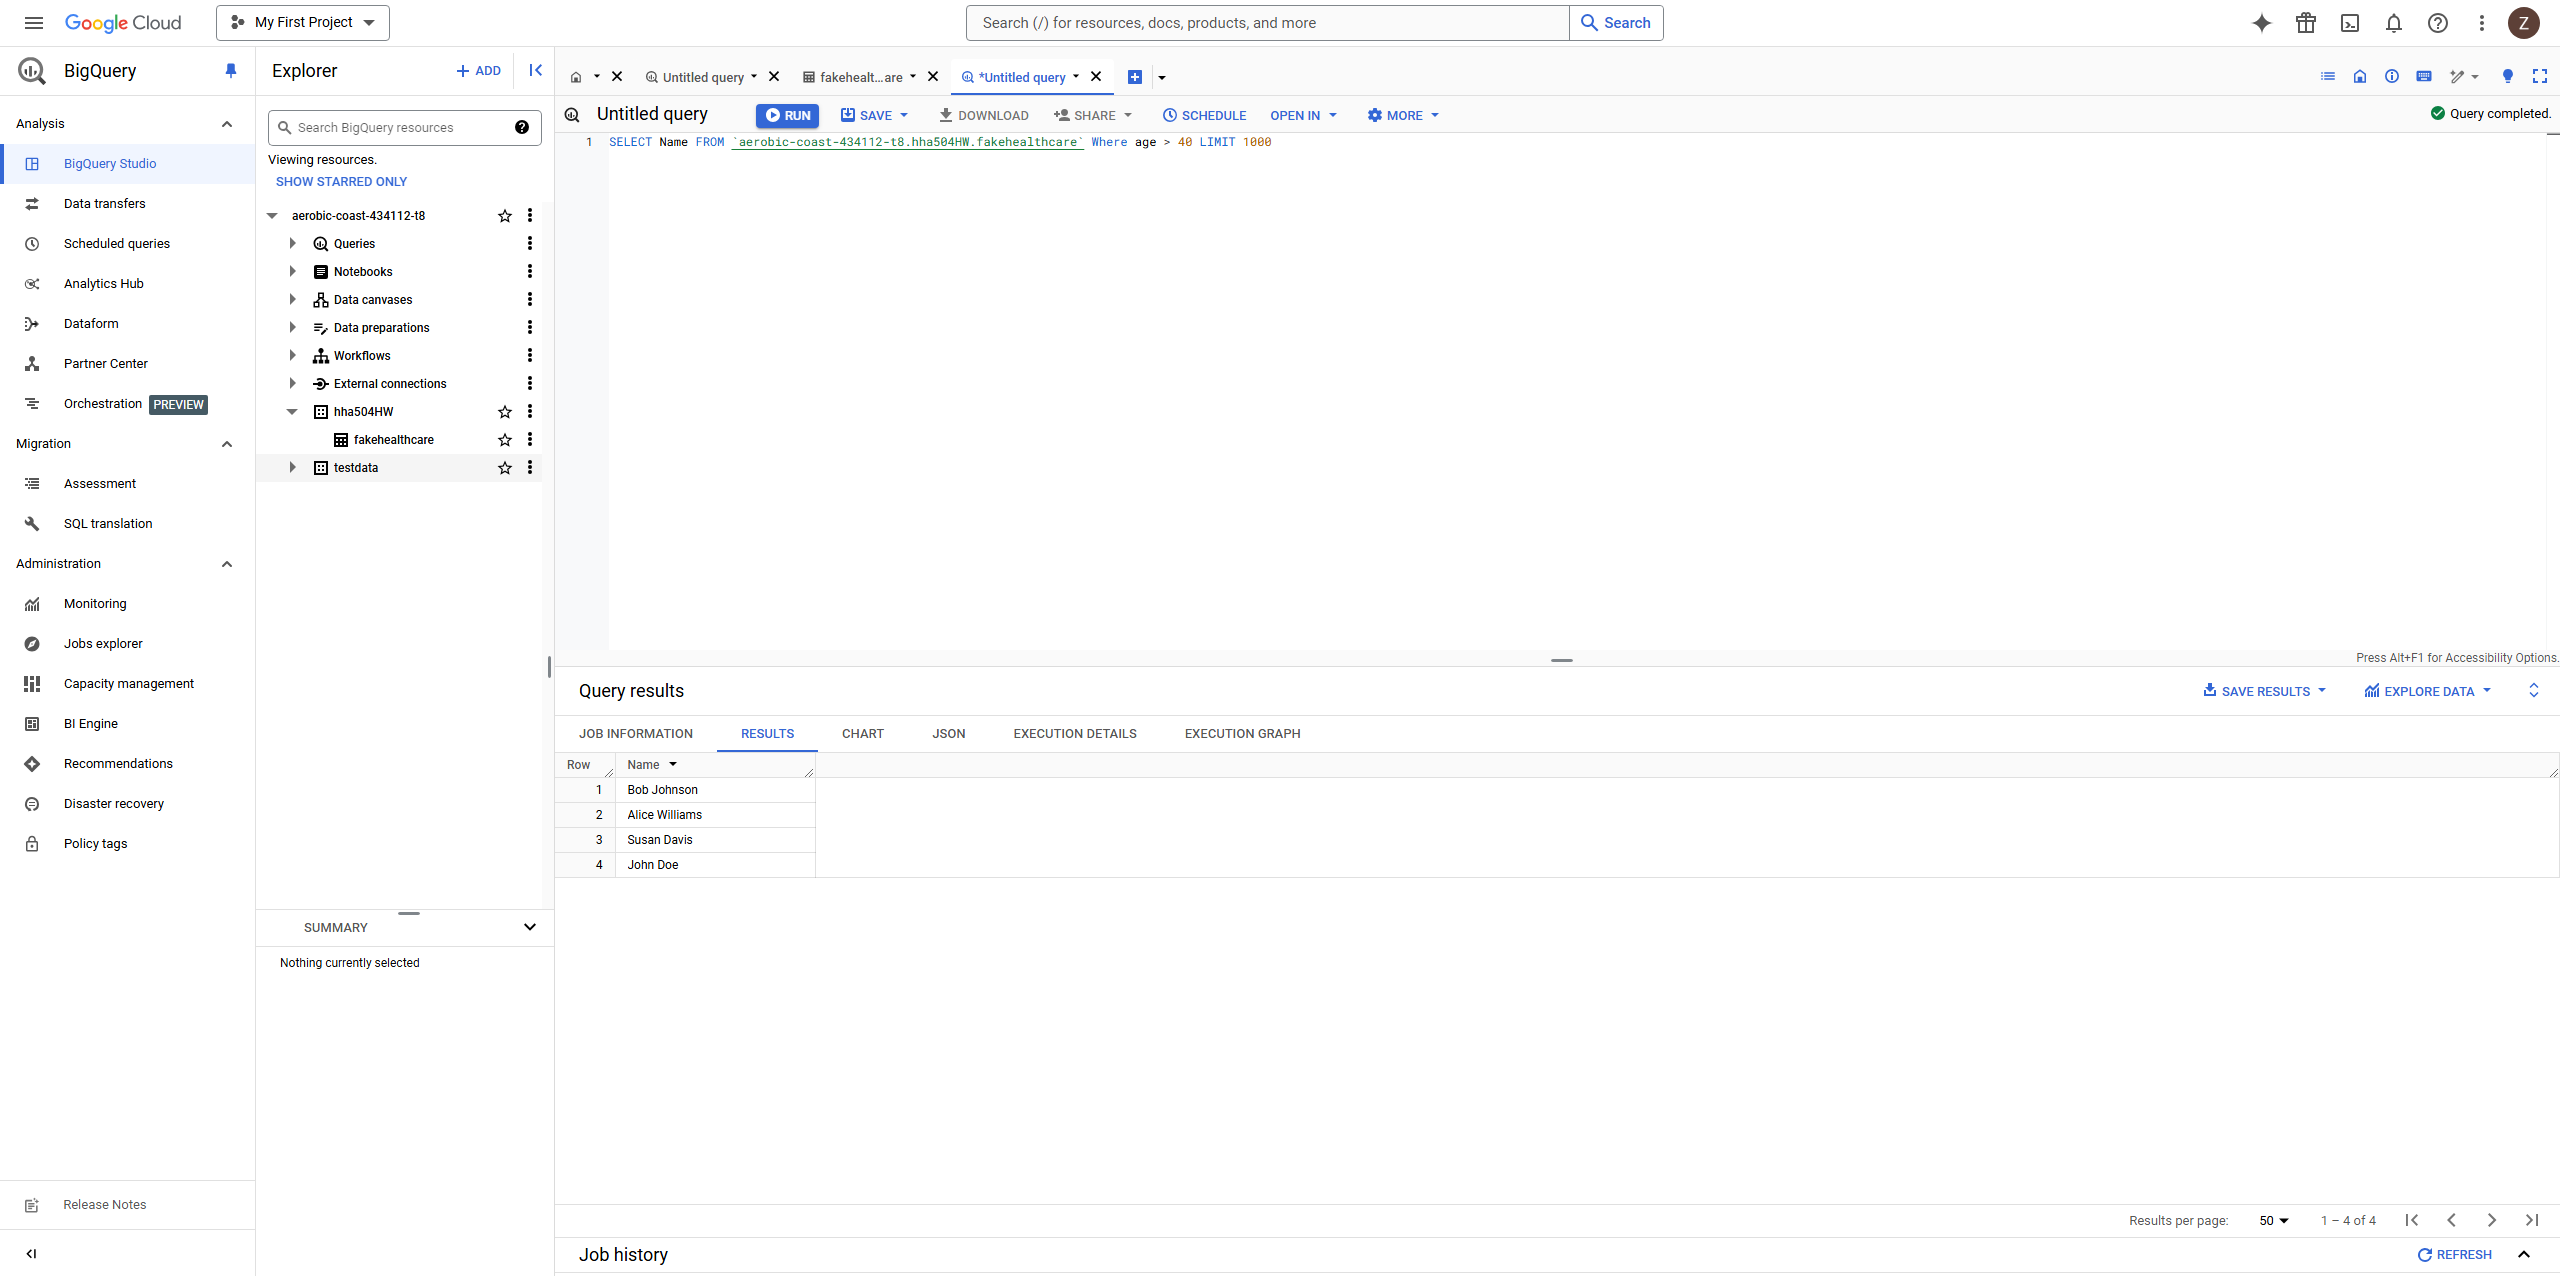 Google Cloud
My First Project
Search (/) for resources, docs, products, and more
Search
Z
BigQuery
Analysis
BigQuery Studio
Data transfers
Scheduled queries
Analytics Hub
Dataform
Partner Center
Orchestration PREVIEW
Migration
Assessment
SQL translation
Administration
Monitoring
Jobs explorer
Capacity management
BI Engine
Recommendations
Disaster recovery
Policy tags
Release Notes
Explorer
+ ADD
Search BigQuery resources
Viewing resources.
SHOW STARRED ONLY
aerobic-coast-434112-t8
Queries
Notebooks
Data canvases
Data preparations
Workflows
External connections
hha504HW
fakehealthcare
testdata
SUMMARY
Nothing currently selected
Untitled query
fakehealt...are
*Untitled query
Untitled query
RUN
SAVE
DOWNLOAD
SHARE
SCHEDULE
OPEN IN
MORE
Query completed.
1 SELECT Name FROM `aerobic-coast-434112-t8.hha504HW.fakehealthcare` Where age > 40 LIMIT 1000
Press Alt+F1 for Accessibility Options.
Query results
SAVE RESULTS
EXPLORE DATA
JOB INFORMATION
RESULTS
CHART
JSON
EXECUTION DETAILS
EXECUTION GRAPH
Row Name
1 Bob Johnson
2 Alice Williams
3 Susan Davis
4 John Doe
Results per page: 50 1 – 4 of 4
Job history
REFRESH